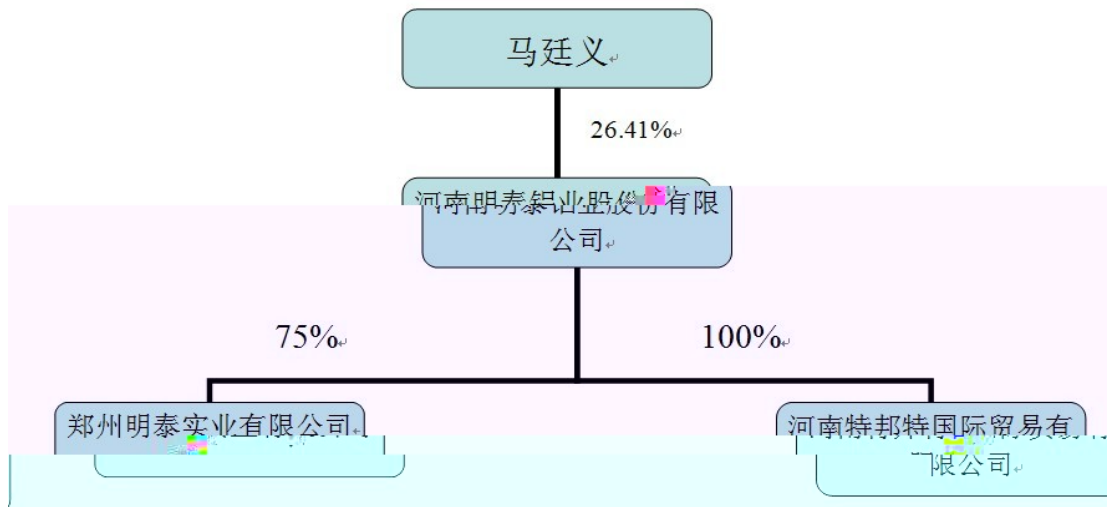 马廷义
26.41%
河南明泰铝业股份有限
公司
75%
100%
郑州明泰实业有限公司
河南特邦特国际贸易有
限公司